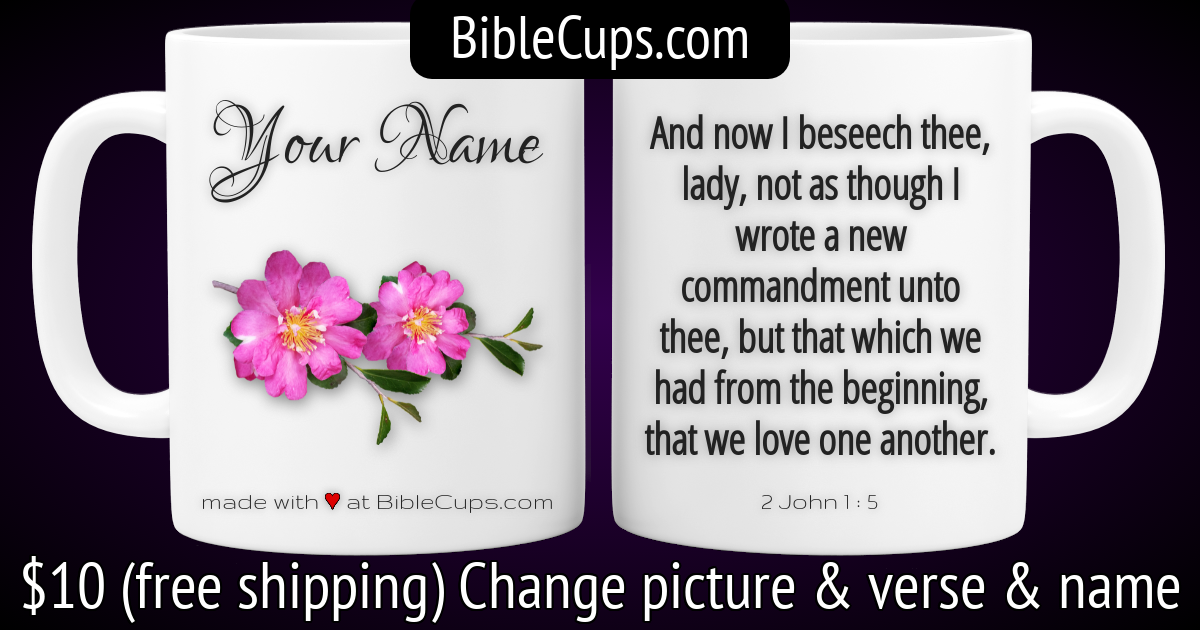 BibleCups.com
Your Name
made with ♥ at BibleCups.com
And now I beseech thee,
lady, not as though I
wrote a new
commandment unto
thee, but that which we
had from the beginning,
that we love one another.
2 John 1 : 5
$10 (free shipping) Change picture & verse & name